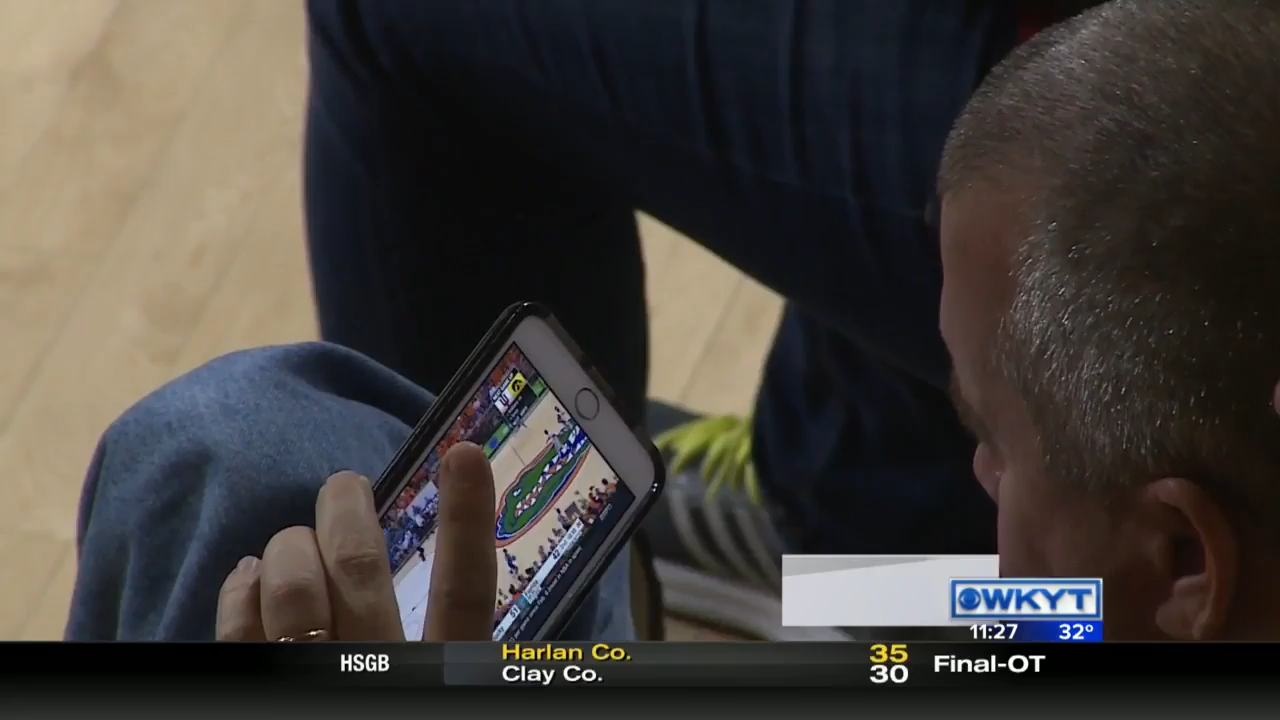 WKYT
11:27 32°
HSGB
Harlan Co. 35
Clay Co. 30
Final-OT